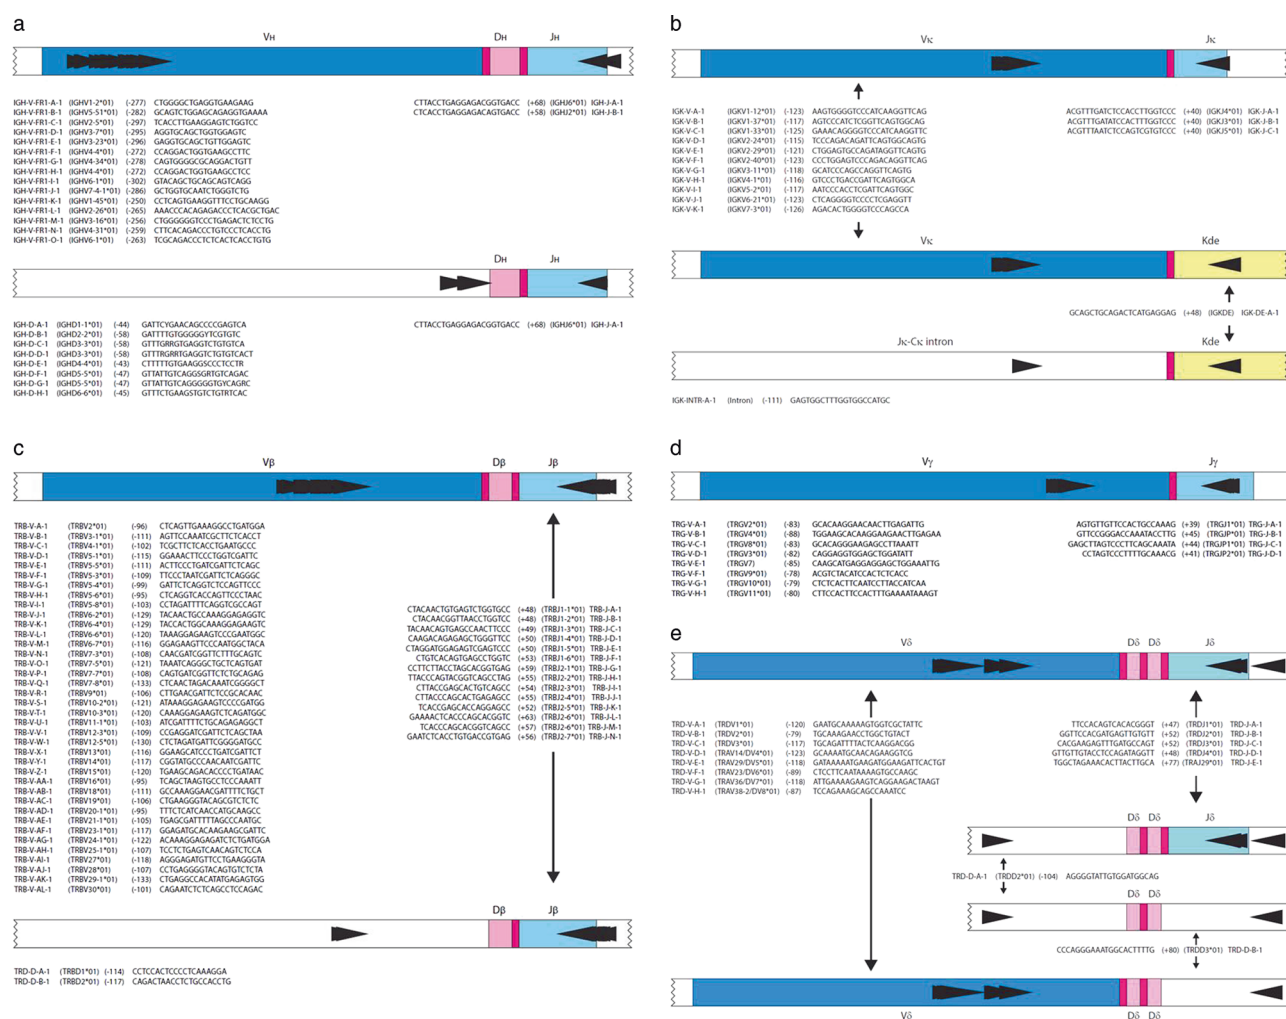 a
VH DH JH
IGH-V-FR1-A-1 (IGHV1-2*01) (-277) CTGGGGCTGAGGTGAAGAAG
IGH-V-FR1-B-1 (IGHV5-51*01) (-282) GCAGTCTGGAGCAGAGGTGAAAA
IGH-V-FR1-C-1 (IGHV2-5*01) (-297) TCACCTTGAAGGAGTCTGGTCC
IGH-V-FR1-D-1 (IGHV3-7*01) (-295) AGGTGCAGCTGGTGGAGTC
IGH-V-FR1-E-1 (IGHV3-23*01) (-296) GAGGTGCAGCTGTTGGAGTC
IGH-V-FR1-F-1 (IGHV4-4*01) (-272) CCAGGACTGGTGAAGCCTTC
IGH-V-FR1-G-1 (IGHV4-34*01) (-278) CAGTGGGGCGCAGGACTGTT
IGH-V-FR1-H-1 (IGHV4-4*01) (-272) CCAGGACTGGTGAAGCCTCC
IGH-V-FR1-I-1 (IGHV6-1*01) (-302) GTACAGCTGCAGCAGTCAGG
IGH-V-FR1-J-1 (IGHV7-4-1*01) (-286) GCTGGTGCAATCTGGGTCTG
IGH-V-FR1-K-1 (IGHV1-45*01) (-250) CCTCAGTGAAGGTTTCCTGCAAGG
IGH-V-FR1-L-1 (IGHV2-26*01) (-265) AAACCCACAGAGACCCTCACGCTGAC
IGH-V-FR1-M-1 (IGHV3-16*01) (-256) CTGGGGGGTCCCTGAGACTCTCCTG
IGH-V-FR1-N-1 (IGHV4-31*01) (-259) CTTCACAGACCCTGTCCCTCACCTG
IGH-V-FR1-O-1 (IGHV6-1*01) (-263) TCGCAGACCCTCTCACTCACCTGTG
CTTACCTGAGGAGACGGTGACC (+68) (IGHJ6*01) IGH-J-A-1
CTCACCTGAGGAGACGGTGACC (+58) (IGHJ2*01) IGH-J-B-1
DH JH
IGH-D-A-1 (IGHD1-1*01) (-44) GATTCYGAACAGCCCCGAGTCA
IGH-D-B-1 (IGHD2-2*01) (-58) GATTTTGTGGGGGYTCGTGTC
IGH-D-C-1 (IGHD3-3*01) (-58) GTTTGRRGTGAGGTCTGTGTCA
IGH-D-D-1 (IGHD3-3*01) (-58) GTTTRGRRTGAGGTCTGTGTCACT
IGH-D-E-1 (IGHD4-4*01) (-43) CTTTTTGTGAAGGSCCCTCCTR
IGH-D-F-1 (IGHD5-5*01) (-47) GTTATTGTCAGGSGRTGTCAGAC
IGH-D-G-1 (IGHD5-5*01) (-47) GTTATTGTCAGGGGGTGYCAGRC
IGH-D-H-1 (IGHD6-6*01) (-45) GTTTCTGAAGSTGTCTGTRTCAC
CTTACCTGAGGAGACGGTGACC (+68) (IGHJ6*01) IGH-J-A-1
b
Vκ Jκ
IGK-V-A-1 (IGKV1-12*01) (-123) AAGTGGGGTCCCATCAAGGTTCAG
IGK-V-B-1 (IGKV1-37*01) (-117) AGTCCCATCTCGGTTCAGTGGCAG
IGK-V-C-1 (IGKV1-33*01) (-125) GAAACAGGGGTCCCATCAAGGTTC
IGK-V-D-1 (IGKV2-24*01) (-115) TCCCAGACAGATTCAGTGGCAGTG
IGK-V-E-1 (IGKV2-29*01) (-121) CTGGAGTGCCAGATAGGTTCAGTG
IGK-V-F-1 (IGKV2-40*01) (-123) CCCTGGAGTCCCAGACAGGTTCAG
IGK-V-G-1 (IGKV3-11*01) (-118) GCATCCCAGCCAGGTTCAGTG
IGK-V-H-1 (IGKV4-1*01) (-116) GTCCCTGACCGATTCAGTGGCA
IGK-V-I-1 (IGKV5-2*01) (-117) AATCCCACCTCGATTCAGTGGC
IGK-V-J-1 (IGKV6-21*01) (-123) CTCAGGGGTCCCCTCGAGGTT
IGK-V-K-1 (IGKV7-3*01) (-126) AGACACTGGGGTCCCAGCCA
ACGTTTGATCTCCACCTTGGTCCC (+40) (IGKJ4*01) IGK-J-A-1
ACGTTTGATATCCACTTTGGTCCC (+40) (IGKJ3*01) IGK-J-B-1
ACGTTTAATCTCCAGTCGTGTCCC (+40) (IGKJ5*01) IGK-J-C-1
Vκ Kde
GCAGCTGCAGACTCATGAGGAG (+48) (IGKDE) IGK-DE-A-1
Jκ-Cκ intron Kde
IGK-INTR-A-1 (Intron) (-111) GAGTGGCTTTGGTGGCCATGC
c
Vβ Dβ Jβ
TRB-V-A-1 (TRBV2*01) (-96) CTCAGTTGAAAGGCCTGATGGA
TRB-V-B-1 (TRBV3-1*01) (-111) AGTTCCAAATCGCTTCTCACCT
TRB-V-C-1 (TRBV4-1*01) (-102) TCGCTTCTCACCTGAATGCCC
TRB-V-D-1 (TRBV5-1*01) (-115) GGAAACTTCCCTGGTCGATTC
TRB-V-E-1 (TRBV5-5*01) (-111) ACTTCCCTGATCGATTCTCAGC
TRB-V-F-1 (TRBV5-3*01) (-109) TTCCCTAATCGATTCTCAGGGC
TRB-V-G-1 (TRBV5-4*01) (-99) GATTCTCAGGTCTCCAGTTCCC
TRB-V-H-1 (TRBV5-6*01) (-95) CCAGGTCACCAGTTCCCTAAC
TRB-V-I-1 (TRBV5-8*01) (-103) CCTAGATTTTCAGGTCGCCAGT
TRB-V-J-1 (TRBV6-2*01) (-129) TACAACTGCCAAAGGAGAGGTC
TRB-V-K-1 (TRBV6-4*01) (-129) TACCACTGGCAAAGGAGAAGTC
TRB-V-L-1 (TRBV6-6*01) (-120) TAAAGGAGAAGTCCCGAATGGC
TRB-V-M-1 (TRBV6-7*01) (-116) GGAGAAGTTCCCAATGGCTACA
TRB-V-N-1 (TRBV7-3*01) (-108) CAACGATCGGTTCTTTGCAGTC
TRB-V-O-1 (TRBV7-5*01) (-121) TAAATCAGGGCTGCTCAGTGAT
TRB-V-P-1 (TRBV7-7*01) (-108) CAGTGATCGGTTCTCTGCAGAG
TRB-V-Q-1 (TRBV7-8*01) (-133) CTCAACTAGACAAATCGGGGCT
TRB-V-R-1 (TRBV9*01) (-106) CTTGAACGATTCTCCGCACAAC
TRB-V-S-1 (TRBV10-2*01) (-121) ATAAAGGAGAAGTCCCCGATGG
TRB-V-T-1 (TRBV10-3*01) (-120) CAAAGGAGAAGTCTCAGATGGC
TRB-V-U-1 (TRBV11-1*01) (-103) ATCGATTTTCTGCAGAGAGGCT
TRB-V-V-1 (TRBV12-3*01) (-109) CCGAGGATCGATTCTCAGCTAA
TRB-V-W-1 (TRBV12-5*01) (-130) CTCTAGATGATTCGGGGATGCC
TRB-V-X-1 (TRBV13*01) (-116) GGAAGCATCCCTGATCGATTCT
TRB-V-Y-1 (TRBV14*01) (-117) CGGTATGCCCAACAATCGATTC
TRB-V-Z-1 (TRBV15*01) (-120) TGAAGCAGACACCCCTGATAAC
TRB-V-AA-1 (TRBV16*01) (-95) TCAGCTAAGTGCCTCCCAAATT
TRB-V-AB-1 (TRBV18*01) (-111) GCCAAAGGAACGATTTTCTGCT
TRB-V-AC-1 (TRBV19*01) (-106) CTGAAGGGTACAGCGTCTCTC
TRB-V-AD-1 (TRBV20-1*01) (-95) TTTCTCATCAACCATGCAAGCC
TRB-V-AE-1 (TRBV21-1*01) (-105) TGAGCGATTTTTAGCCCAATGC
TRB-V-AF-1 (TRBV23-1*01) (-117) GGAGATGCACAAGAAGCGATTC
TRB-V-AG-1 (TRBV24-1*01) (-122) ACAAAGGAGAGATCTCTGATGGA
TRB-V-AH-1 (TRBV25-1*01) (-107) TCCTCTGAGTCAACAGTCTCCA
TRB-V-AI-1 (TRBV27*01) (-118) AGGGAGATGTTCCTGAAGGGTA
TRB-V-AJ-1 (TRBV28*01) (-107) CCTGAGGGGTACAGTGTCTCTA
TRB-V-AK-1 (TRBV29-1*01) (-133) CTGAGGCCACATATGAGAGTGG
TRB-V-AL-1 (TRBV30*01) (-101) CAGAATCTCTCAGCCTCCAGAC
CTACAACTGTGAGTCTGGTGCC (+48) (TRBJ1-1*01) TRB-J-A-1
CTACAACGGTTAACCTGGTCC (+48) (TRBJ1-2*01) TRB-J-B-1
TACAACAGTGAGCCAACTTCCC (+49) (TRBJ1-3*01) TRB-J-C-1
CAAGACAGAGAGCTGGGTTCC (+50) (TRBJ1-4*01) TRB-J-D-1
CTAGGATGGAGAGTCGAGTCC (+50) (TRBJ1-5*01) TRB-J-E-1
CTGTCACAGTGAGCCTGGTC (+53) (TRBJ1-6*01) TRB-J-F-1
CCTTCTTACCTAGCACGGTGAG (+59) (TRBJ2-1*01) TRB-J-G-1
TTACCCAGTACGGTCAGCCTAG (+55) (TRBJ2-2*01) TRB-J-H-1
CTTACCGAGCACTGTCAGCC (+54) (TRBJ2-3*01) TRB-J-I-1
CTTACCCAGCACTGAGAGCC (+55) (TRBJ2-4*01) TRB-J-J-1
TCACCGAGCACCAGGAGCC (+52) (TRBJ2-5*01) TRB-J-K-1
GAAAACTCACCCAGCACGGTC (+63) (TRBJ2-6*01) TRB-J-L-1
TCACCCAGCACGGTCAGCC (+57) (TRBJ2-6*01) TRB-J-M-1
GAATCTCACCTGTGACCGTGAG (+56) (TRBJ2-7*01) TRB-J-N-1
Dβ Jβ
TRD-D-A-1 (TRBD1*01) (-114) CCTCCACTCCCCTCAAAGGA
TRD-D-B-1 (TRBD2*01) (-117) CAGACTAACCTCTGCCACCTG
d
Vγ Jγ
TRG-V-A-1 (TRGV2*01) (-83) GCACAAGGAACAACTTGAGATTG
TRG-V-B-1 (TRGV4*01) (-88) TGGAAGCACAAGGAAGAACTTGAGAA
TRG-V-C-1 (TRGV8*01) (-83) GCACAGGGAAGAGCCTTAAATT
TRG-V-D-1 (TRGV3*01) (-82) CAGGAGGTGGAGCTGGATATT
TRG-V-E-1 (TRGV7) (-85) CAAGCATGAGGAGGAGCTGGAAATTG
TRG-V-F-1 (TRGV9*01) (-78) ACGTCTACATCCACTCTCACC
TRG-V-G-1 (TRGV10*01) (-79) CTCTCACTTCAATCCTTACCATCAA
TRG-V-H-1 (TRGV11*01) (-80) CTTCCACTTCCACTTTGAAAATAAAGT
AGTGTTGTTCCACTGCCAAAG (+39) (TRGJ1*01) TRG-J-A-1
GTTCCGGGACCAAATACCTTG (+45) (TRGJP*01) TRG-J-B-1
GAGCTTAGTCCCTTCAGCAAATA (+44) (TRGJP1*01) TRG-J-C-1
CCTAGTCCCTTTTGCAAACG (+41) (TRGJP2*01) TRG-J-D-1
e
Vδ Dδ Dδ Jδ
TRD-V-A-1 (TRDV1*01) (-120) GAATGCAAAAAGTGGTCGCTATTC
TRD-V-B-1 (TRDV2*01) (-79) TGCAAAGAACCTGGCTGTACT
TRD-V-C-1 (TRDV3*01) (-117) TGCAGATTTTACTCAAGGACGG
TRD-V-D-1 (TRAV14/DV4*01) (-123) GCAAAATGCAACAGAAGGTCG
TRD-V-E-1 (TRAV29/DV5*01) (-118) GATAAAAATGAAGATGGAAGATTCACTGT
TRD-V-F-1 (TRAV23/DV6*01) (-89) CTCCTTCAATAAAAGTGCCAAGC
TRD-V-G-1 (TRAV36/DV7*01) (-118) ATTGAAAAGAAGTCAGGAAGACTAAGT
TRD-V-H-1 (TRAV38-2/DV8*01) (-87) TCCAGAAAGCAGCCAAATCC
TTCCACAGTCACACGGGT (+47) (TRDJ1*01) TRD-J-A-1
GGTTCCACGATGAGTTGTGTT (+52) (TRDJ2*01) TRD-J-B-1
CACGAAGAGTTTGATGCCAGT (+52) (TRDJ3*01) TRD-J-C-1
GTTGTTGTACCTCCAGATAGGTT (+48) (TRDJ4*01) TRD-J-D-1
TGGCTAGAAACACTTACTTGCA (+77) (TRAJ29*01) TRD-J-E-1
Dδ Dδ Jδ
TRD-D-A-1 (TRDD2*01) (-104) AGGGGTATTGTGGATGGCAG
Dδ Dδ
CCCAGGGAAATGGCACTTTTG (+80) (TRDD3*01) TRD-D-B-1
Vδ Dδ Dδ